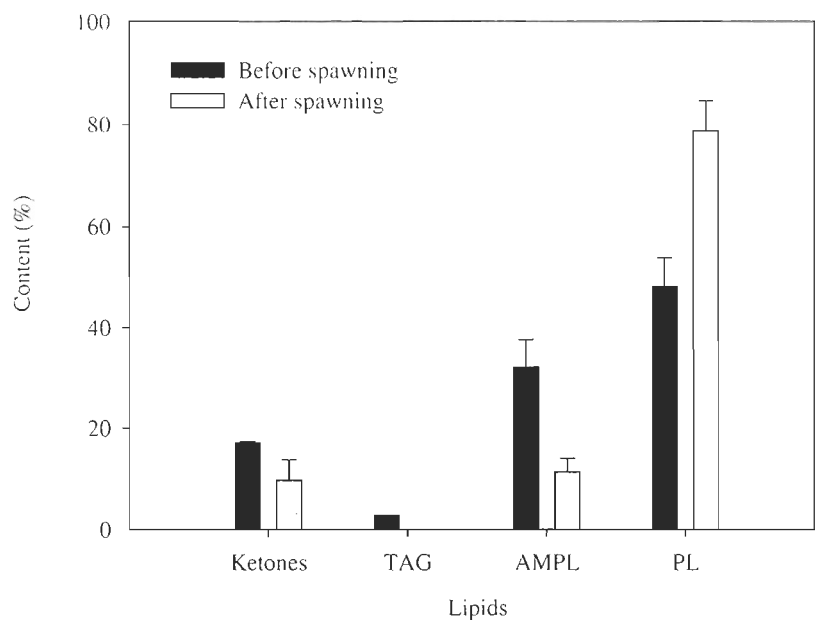 100
80
60
40
20
0
Content (%)
Before spawning
After spawning
Ketones TAG AMPL PL
Lipids